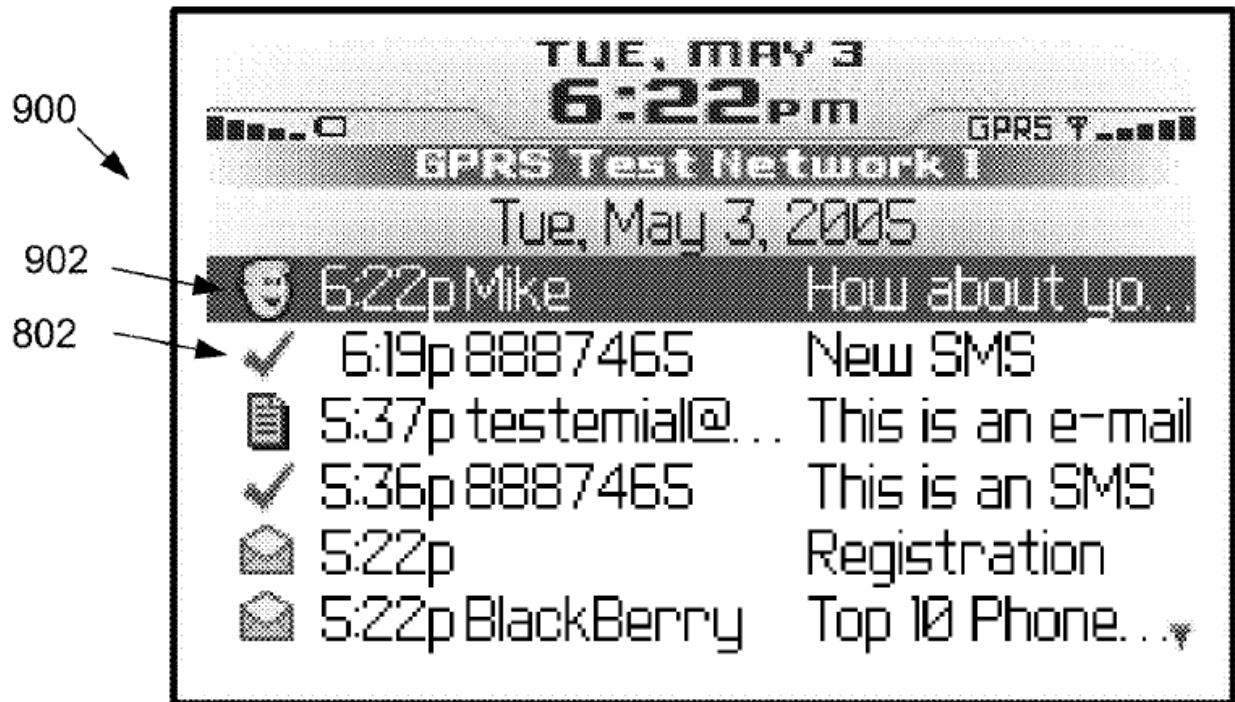 TUE, MAY 3
6:22pm
GPRS
GPRS Test Network 1
Tue, May 3, 2005
900
902 6:22p Mike How about yo...
802 6:19p 8887465 New SMS
5:37p testemial@... This is an e-mail
5:36p 8887465 This is an SMS
5:22p Registration
5:22p BlackBerry Top 10 Phone...